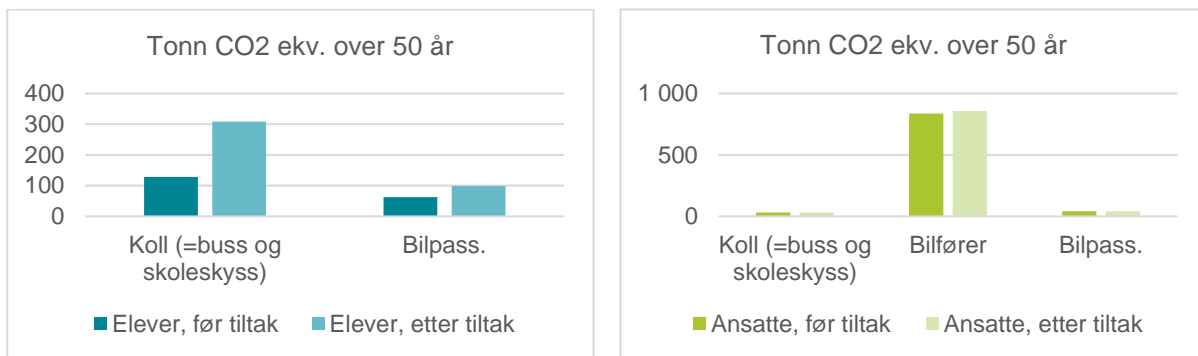 Tonn CO2 ekv. over 50 år
400
300
200
100
0
Koll (=buss og
skoleskyss)
Bilpass.
Elever, før tiltak
Elever, etter tiltak
Tonn CO2 ekv. over 50 år
1 000
500
0
Koll (=buss og
skoleskyss)
Bilfører
Bilpass.
Ansatte, før tiltak
Ansatte, etter tiltak